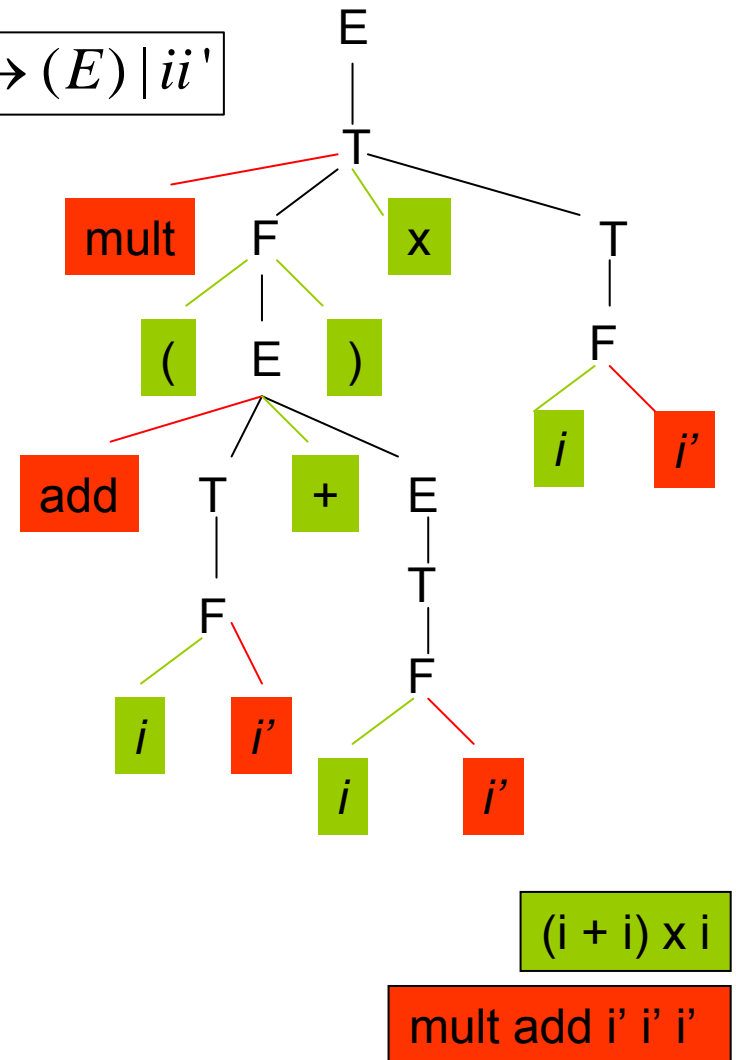 E
→ (E) | ii '
T
mult F x T
( E ) F
i i’
add T + E
T
F
F
i i’
i i’
(i + i) x i
mult add i’ i’ i’